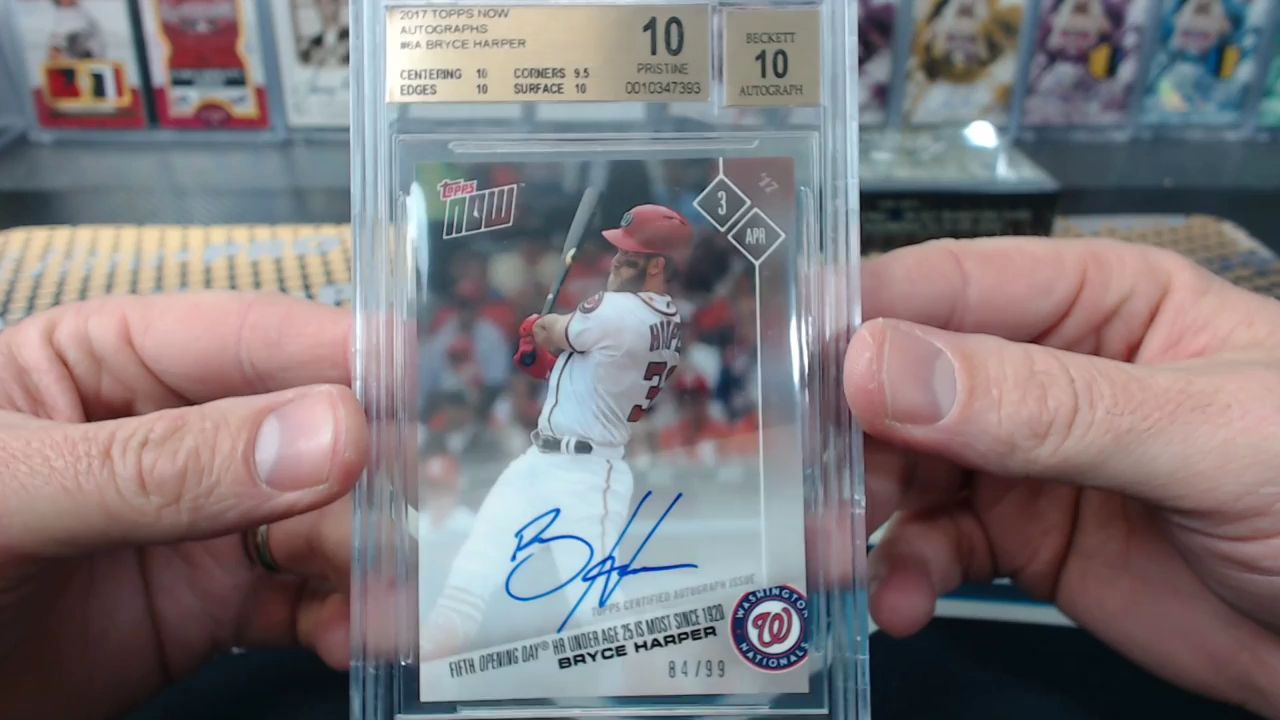 2017 TOPPS NOW
AUTOGRAPHS
#6A BRYCE HARPER
CENTERING 10 CORNERS 9.5
EDGES 10 SURFACE 10
10
PRISTINE
0010347393
BECKETT
10
AUTOGRAPH
TOPPS
NOW
'17
3
APR
TOPPS CERTIFIED AUTOGRAPH ISSUE
FIFTH OPENING DAY® HR UNDER AGE 25 IS MOST SINCE 1920
BRYCE HARPER
84/99
WASHINGTON
W
NATIONALS